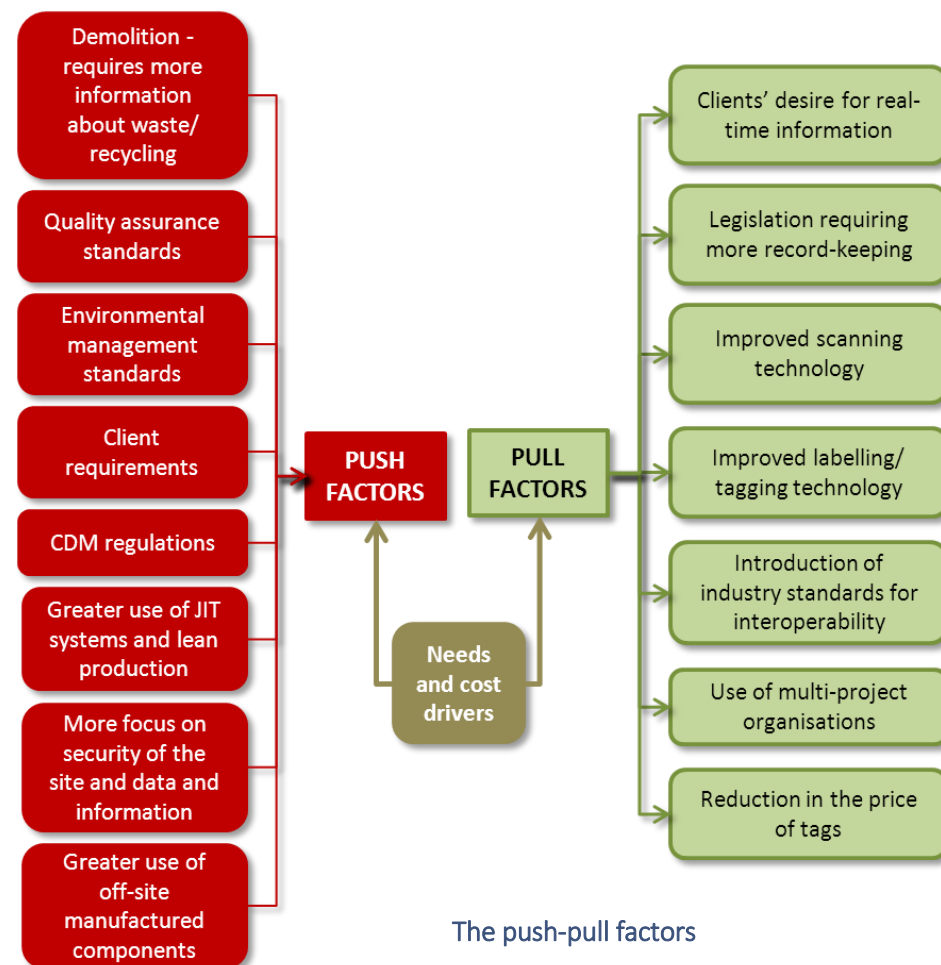 Demolition -
requires more
information
about waste/
recycling
Quality assurance
standards
Environmental
management
standards
Client
requirements
CDM regulations
Greater use of JIT
systems and lean
production
More focus on
security of the
site and data and
information
Greater use of
off-site
manufactured
components
PUSH
FACTORS
PULL
FACTORS
Needs
and cost
drivers
Clients' desire for real-
time information
Legislation requiring
more record-keeping
Improved scanning
technology
Improved labelling/
tagging technology
Introduction of
industry standards for
interoperability
Use of multi-project
organisations
Reduction in the price
of tags
The push-pull factors